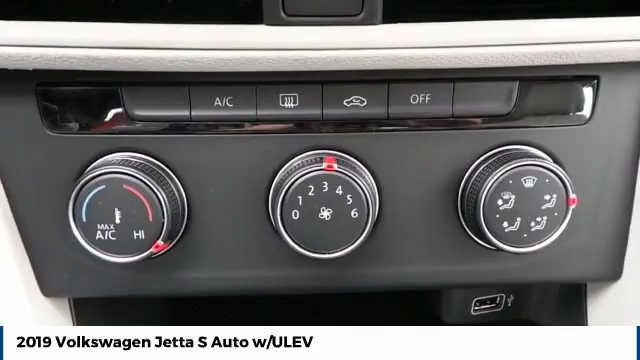 A/C OFF
MAX
A/C HI
0 1 2 3 4 5 6
2019 Volkswagen Jetta S Auto w/ULEV